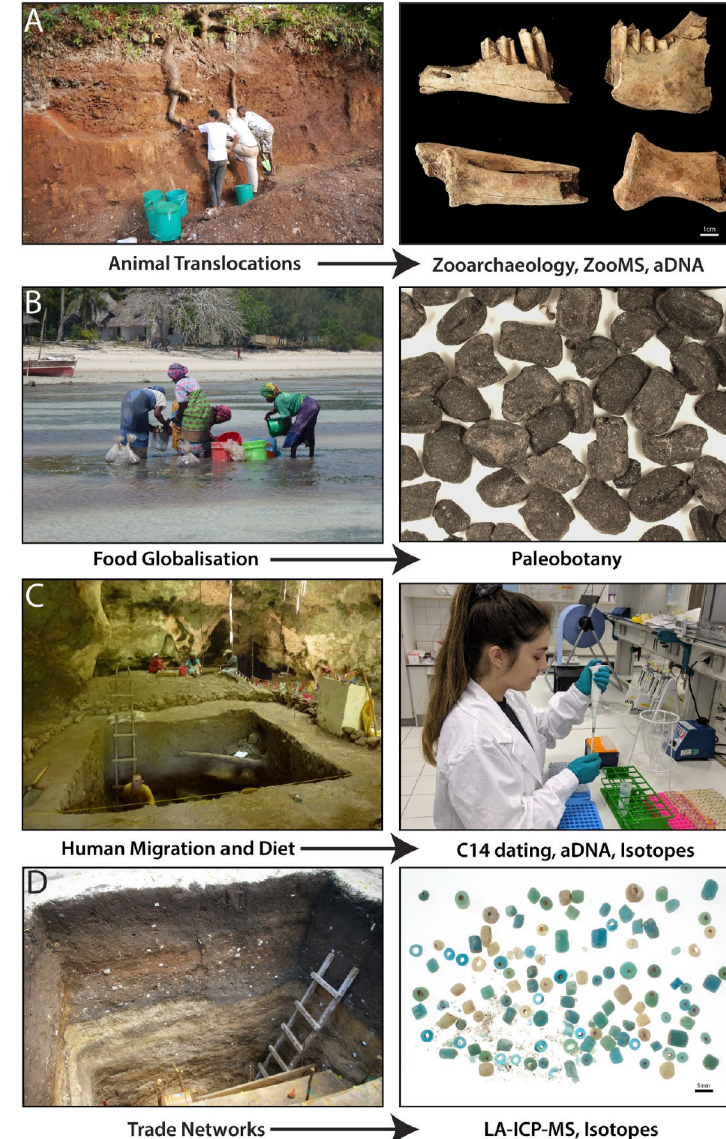 A
1cm
Animal Translocations
Zooarchaeology, ZooMS, aDNA
B
Food Globalisation
Paleobotany
C
Human Migration and Diet
C14 dating, aDNA, Isotopes
D
5mm
Trade Networks
LA-ICP-MS, Isotopes